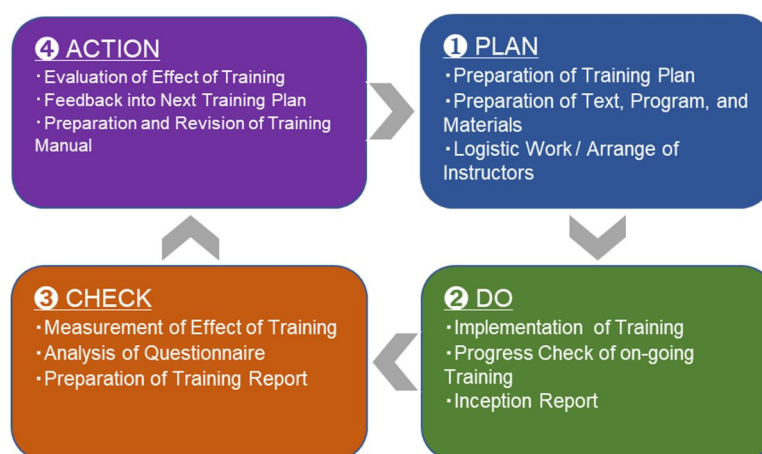 ❹ ACTION
・Evaluation of Effect of Training
・Feedback into Next Training Plan
・Preparation and Revision of Training
Manual
❶ PLAN
・Preparation of Training Plan
・Preparation of Text, Program, and
Materials
・Logistic Work / Arrange of
Instructors
❸ CHECK
・Measurement of Effect of Training
・Analysis of Questionnaire
・Preparation of Training Report
❷ DO
・Implementation of Training
・Progress Check of on-going
Training
・Inception Report